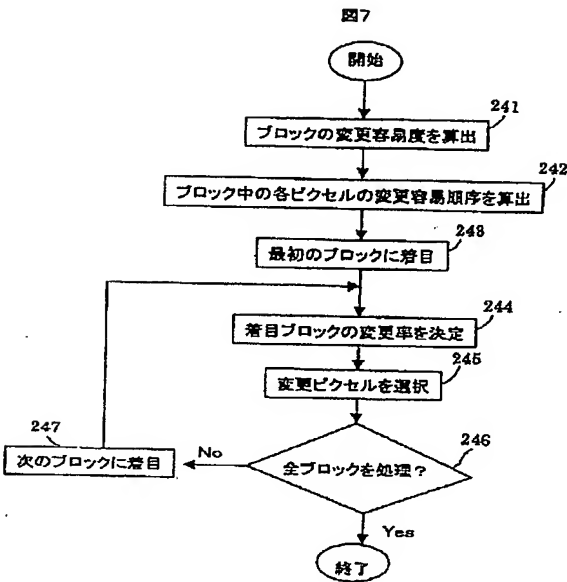 図7
開始
241
ブロックの変更容易度を算出
242
ブロック中の各ピクセルの変更容易順序を算出
243
最初のブロックに着目
244
着目ブロックの変更率を決定
245
変更ピクセルを選択
246
全ブロックを処理？
No
247
次のブロックに着目
Yes
終了